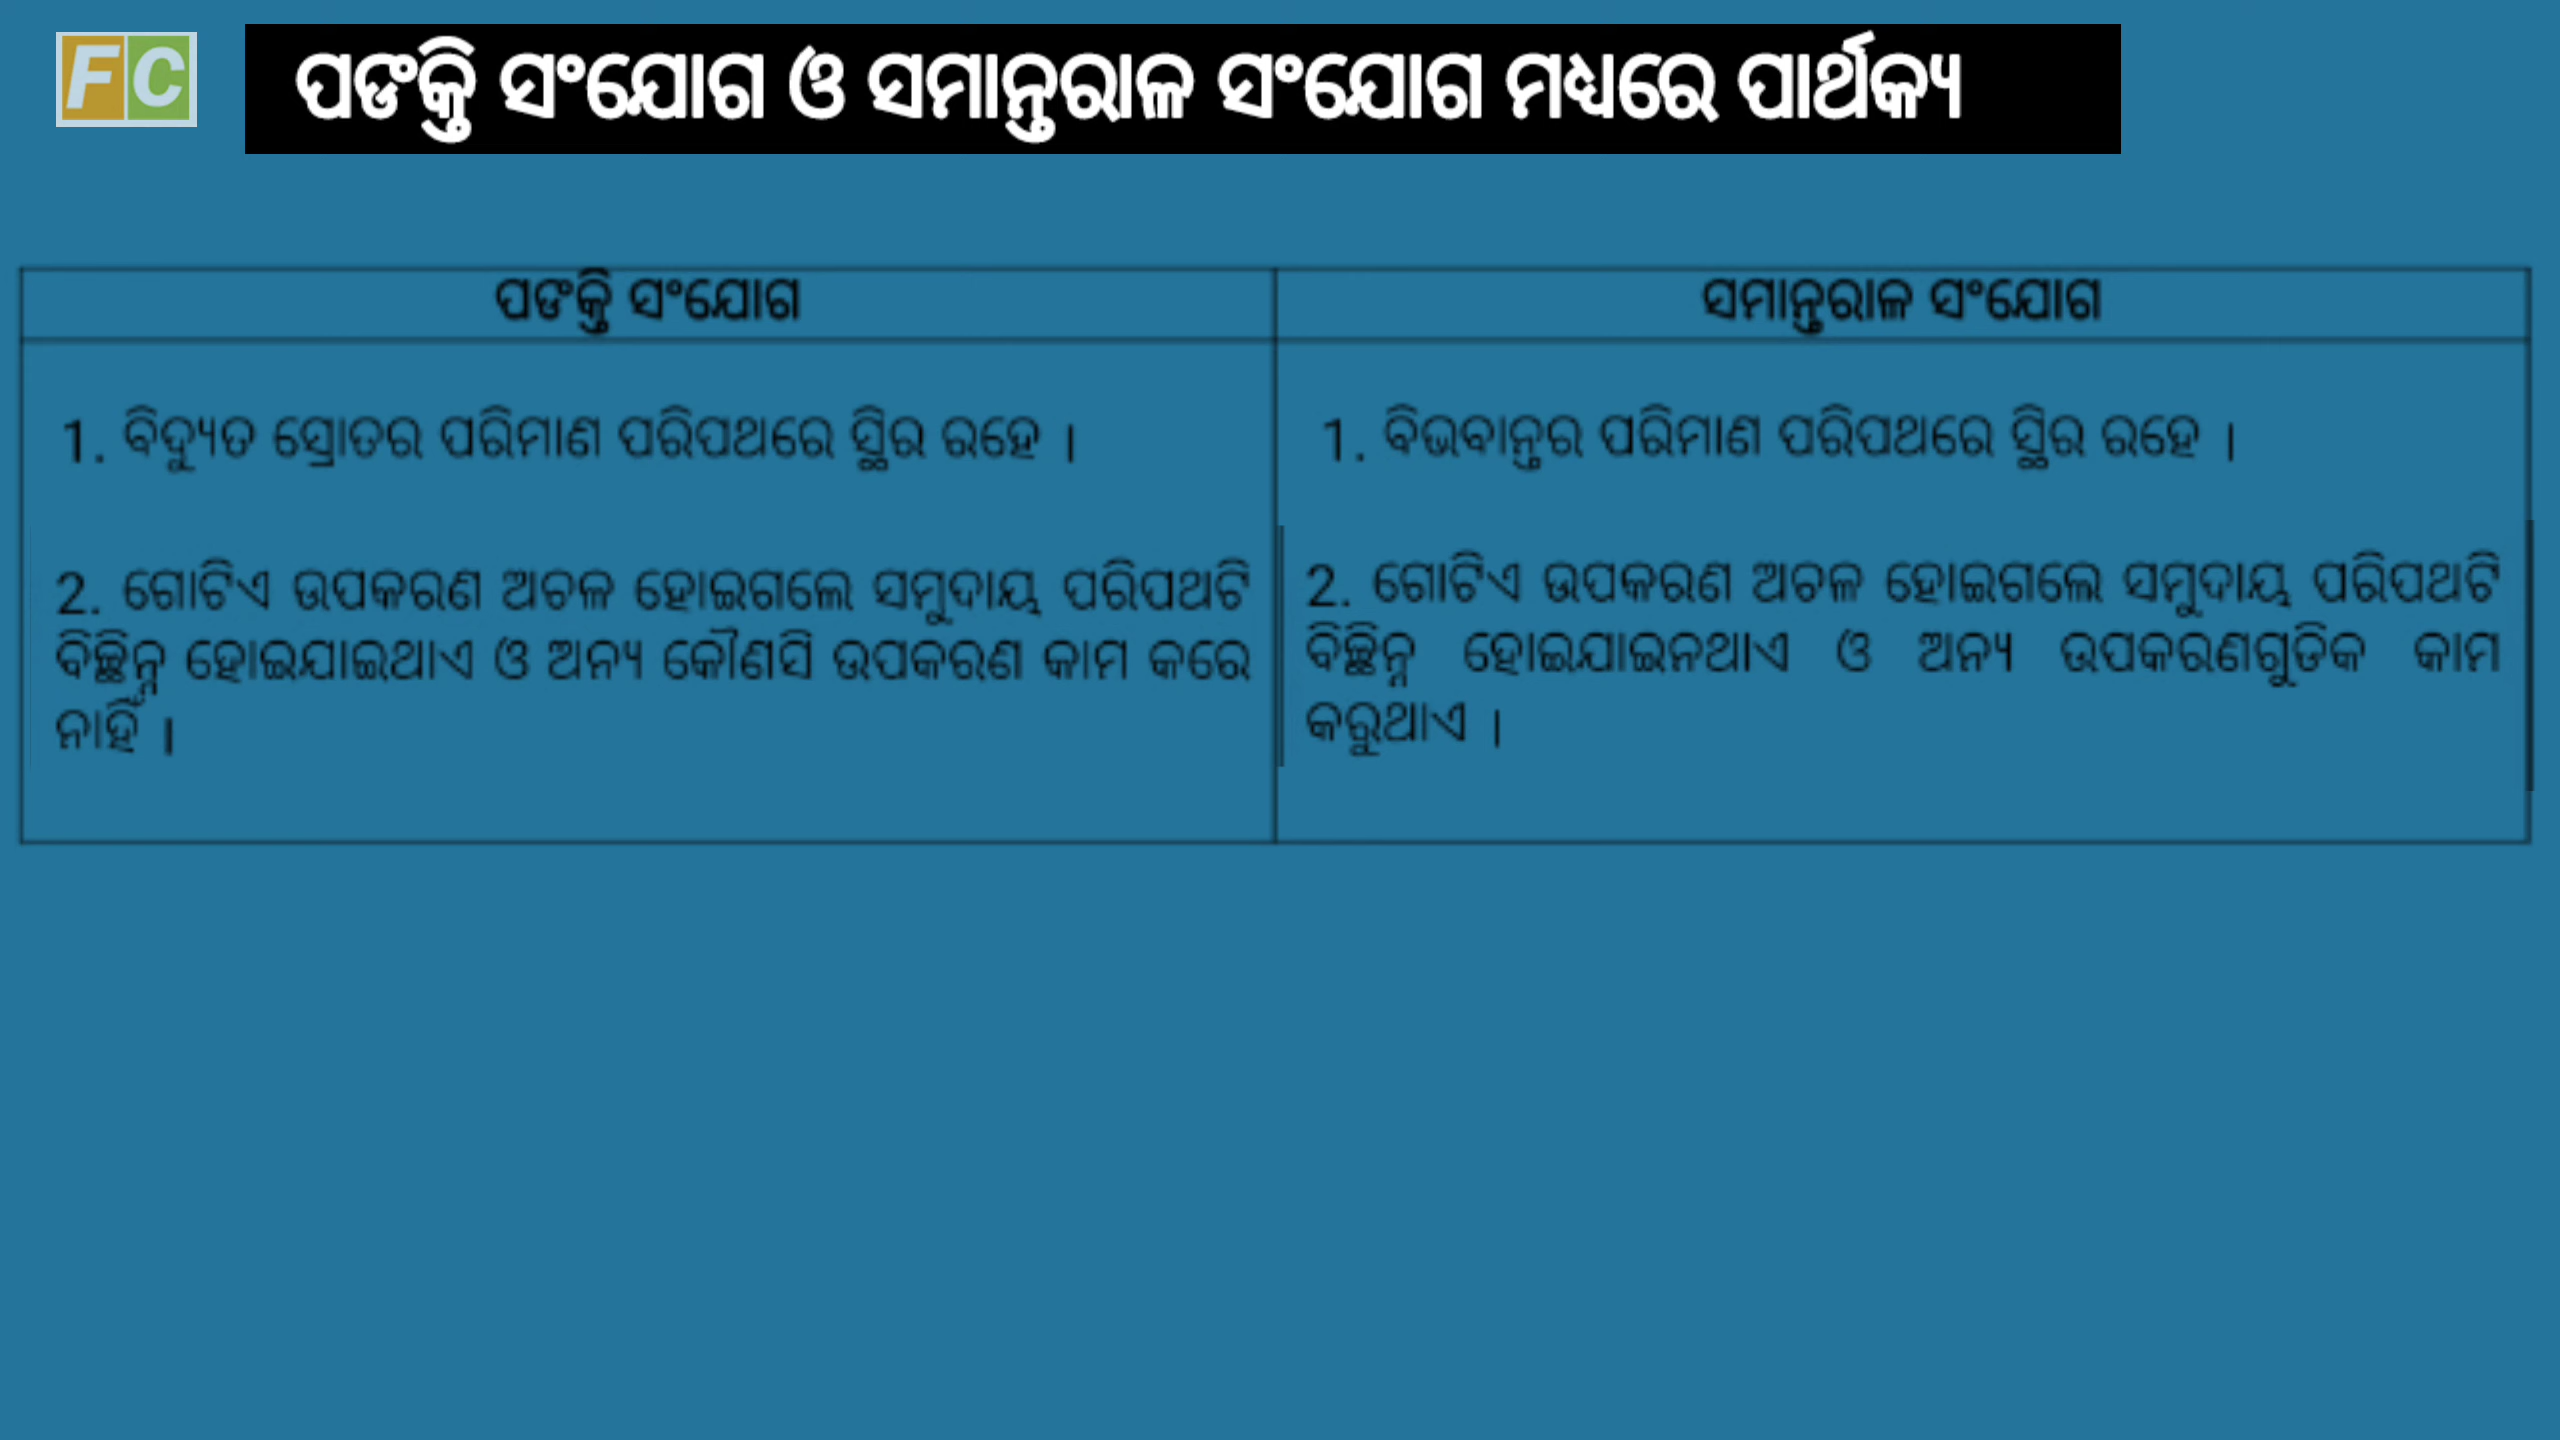 FC
ପଙକ୍ତି ସଂଯୋଗ ଓ ସମାନ୍ତରାଳ ସଂଯୋଗ ମଧ୍ୟରେ ପାର୍ଥକ୍ୟ
ପଙକ୍ତି ସଂଯୋଗ
1. ବିଦ୍ୟୁତ ସ୍ରୋତର ପରିମାଣ ପରିପଥରେ ସ୍ଥିର ରହେ ।
2. ଗୋଟିଏ ଉପକରଣ ଅଚଳ ହୋଇଗଲେ ସମୁଦାୟ ପରିପଥଟି
ବିଚ୍ଛିନ୍ନ ହୋଇଯାଇଥାଏ ଓ ଅନ୍ୟ କୌଣସି ଉପକରଣ କାମ କରେ
ନାହିଁ ।
ସମାନ୍ତରାଳ ସଂଯୋଗ
1. ବିଭବାନ୍ତର ପରିମାଣ ପରିପଥରେ ସ୍ଥିର ରହେ ।
2. ଗୋଟିଏ ଉପକରଣ ଅଚଳ ହୋଇଗଲେ ସମୁଦାୟ ପରିପଥଟି
ବିଚ୍ଛିନ୍ନ ହୋଇଯାଇନଥାଏ ଓ ଅନ୍ୟ ଉପକରଣଗୁଡିକ କାମ
କରୁଥାଏ ।